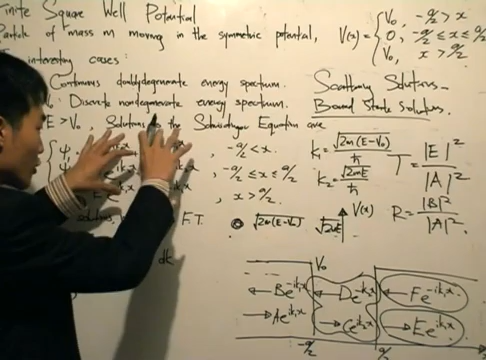 Finite Square Well Potential
Particle of mass m moving in the symmetric potential, V(x) = { V₀, -a/2 > x
0, -a/2 ≤ x ≤ a/2
V₀, x > a/2
interesting cases:
Continuous doubly degenerate energy spectrum. Scattering Solutions.
V₀: Discrete nondegenerate energy spectrum. Bound State Solutions.
E > V₀, Solutions to the Schrodinger Equation are
, -a/2 < x.
, -a/2 ≤ x ≤ a/2
, x > a/2.
k₁ = √2m(E-V₀) / ħ
k₂ = √2mE / ħ
T = |E|² / |A|²
R = |B|² / |A|².
solutions, F.T.
√2m(E-V₀) √2mE V(x)
dk
V₀
Be^-ik₁x De^-ik₂x Fe^-ik₁x
Ae^ik₁x Ce^ik₂x Ee^ik₁x
-a/2 a/2